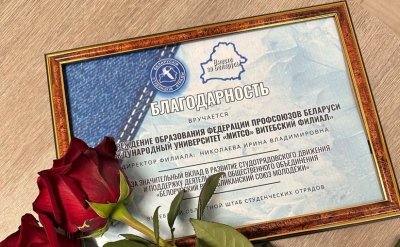 БЛАГОДАРНОСТЬ
ВРУЧАЕТСЯ
УЧРЕЖДЕНИЕ ОБРАЗОВАНИЯ ФЕДЕРАЦИИ ПРОФСОЮЗОВ БЕЛАРУСИ
МЕЖДУНАРОДНЫЙ УНИВЕРСИТЕТ "МИТСО" ВИТЕБСКИЙ ФИЛИАЛ"
ДИРЕКТОР ФИЛИАЛА: НИКОЛАЕВА ИРИНА ВЛАДИМИРОВНА
ЗА ЗНАЧИТЕЛЬНЫЙ ВКЛАД В РАЗВИТИЕ СТУДОТРЯДОВСКОГО ДВИЖЕНИЯ
И ПОДДЕРЖКУ ДЕЯТЕЛЬНОСТИ ОБЩЕСТВЕННОГО ОБЪЕДИНЕНИЯ
"БЕЛОРУССКИЙ РЕСПУБЛИКАНСКИЙ СОЮЗ МОЛОДЕЖИ"
ШТАБ СТУДЕНЧЕСКИХ ОТРЯДОВ